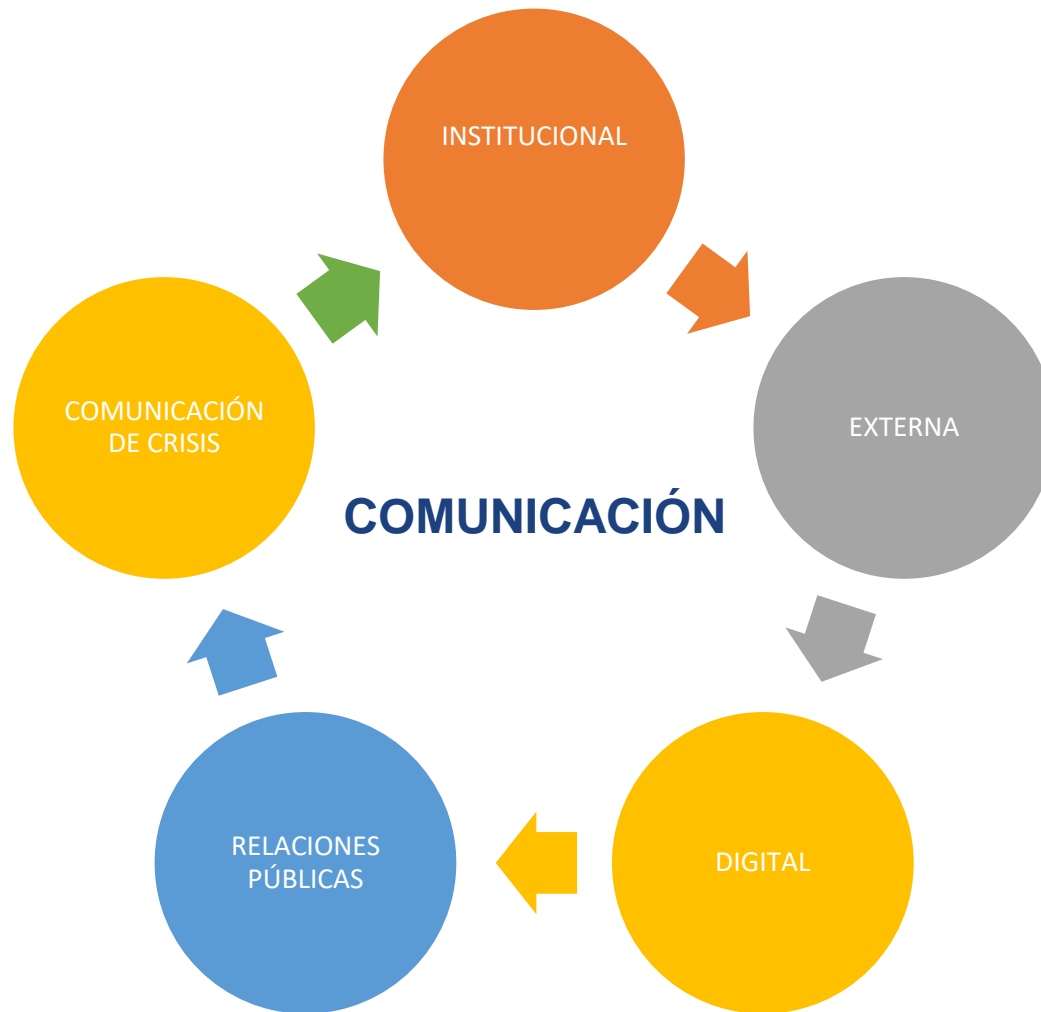 INSTITUCIONAL
EXTERNA
DIGITAL
RELACIONES
PÚBLICAS
COMUNICACIÓN
DE CRISIS
COMUNICACIÓN